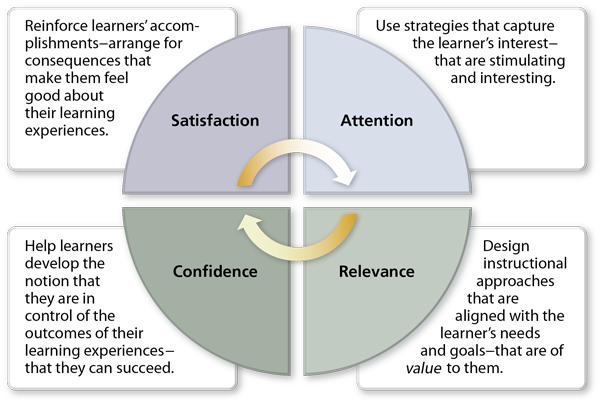 Reinforce learners’ accom-
plishments–arrange for
consequences that
make them feel
good about
their learning
experiences.
Satisfaction
Use strategies that capture
the learner’s interest–
that are stimulating
and interesting.
Attention
Help learners
develop the
notion that
they are in
control of the
outcomes of their
learning experiences–
that they can succeed.
Confidence
Relevance
Design
instructional
approaches
that are
aligned with the
learner’s needs
and goals–that are of
value to them.